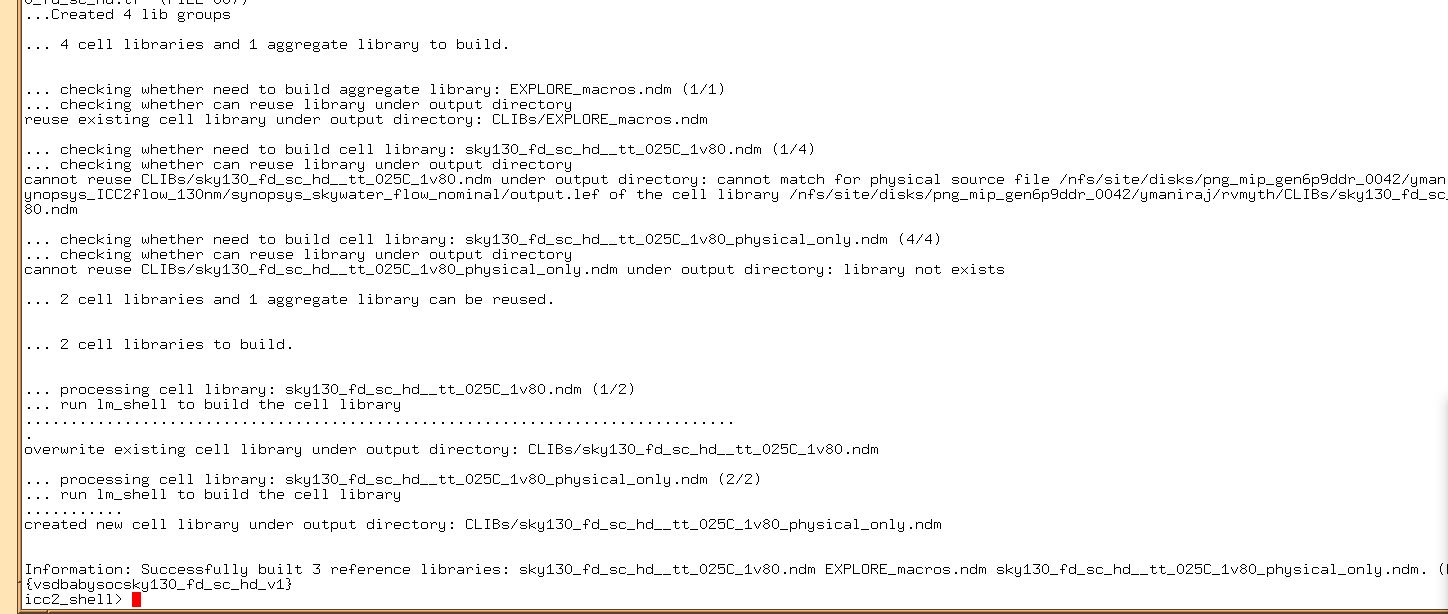 ...Created 4 lib groups
... 4 cell libraries and 1 aggregate library to build.
... checking whether need to build aggregate library: EXPLORE_macros.ndm (1/1)
... checking whether can reuse library under output directory
reuse existing cell library under output directory: CLIBs/EXPLORE_macros.ndm
... checking whether need to build cell library: sky130_fd_sc_hd__tt_025C_1v80.ndm (1/4)
... checking whether can reuse library under output directory
cannot reuse CLIBs/sky130_fd_sc_hd__tt_025C_1v80.ndm under output directory: cannot match for physical source file /nfs/site/disks/png_mip_gen6p9ddr_0042/yman
ynopsys_ICC2flow_130nm/synopsys_skywater_flow_nominal/output.lef of the cell library /nfs/site/disks/png_mip_gen6p9ddr_0042/ymaniraj/rvmyth/CLIBs/sky130_fd_sc_
80.ndm
... checking whether need to build cell library: sky130_fd_sc_hd__tt_025C_1v80_physical_only.ndm (4/4)
... checking whether can reuse library under output directory
cannot reuse CLIBs/sky130_fd_sc_hd__tt_025C_1v80_physical_only.ndm under output directory: library not exists
... 2 cell libraries and 1 aggregate library can be reused.
... 2 cell libraries to build.
... processing cell library: sky130_fd_sc_hd__tt_025C_1v80.ndm (1/2)
... run lm_shell to build the cell library
...............................................................................
.
overwrite existing cell library under output directory: CLIBs/sky130_fd_sc_hd__tt_025C_1v80.ndm
... processing cell library: sky130_fd_sc_hd__tt_025C_1v80_physical_only.ndm (2/2)
... run lm_shell to build the cell library
...........
created new cell library under output directory: CLIBs/sky130_fd_sc_hd__tt_025C_1v80_physical_only.ndm
Information: Successfully built 3 reference libraries: sky130_fd_sc_hd__tt_025C_1v80.ndm EXPLORE_macros.ndm sky130_fd_sc_hd__tt_025C_1v80_physical_only.ndm. (
{vsdbabysocsky130_fd_sc_hd_v1}
icc2_shell>